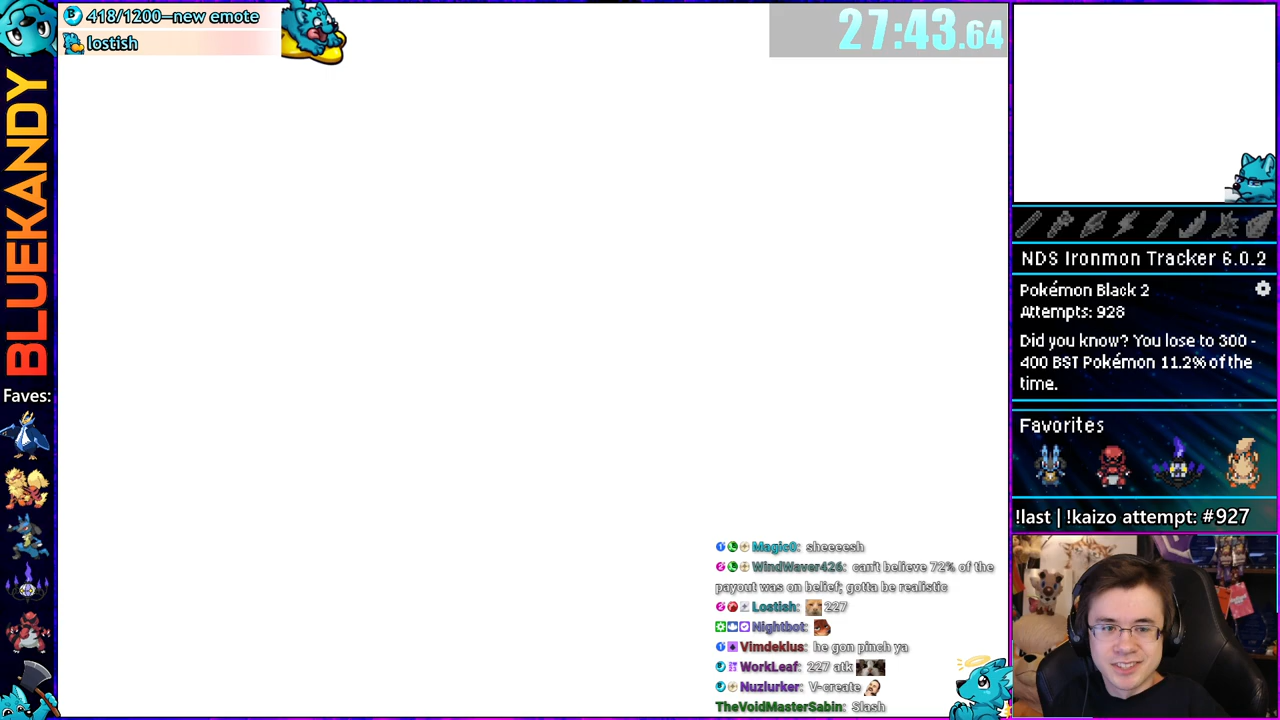 418/1200–new emote
lostish
27:43.64
BLUEKANDY
Faves:
NDS Ironmon Tracker 6.0.2
Pokémon Black 2
Attempts: 928
Did you know? You lose to 300 -
400 BST Pokémon 11.2% of the
time.
Favorites
!last | !kaizo attempt: #927
Magic0: sheeeesh
WindWaver426: can't believe 72% of the
payout was on belief; gotta be realistic
Lostish: 227
Nightbot:
Vimdeklus: he gon pinch ya
WorkLeaf: 227 atk
Nuzlurker: V-create
TheVoidMasterSabin: Slash